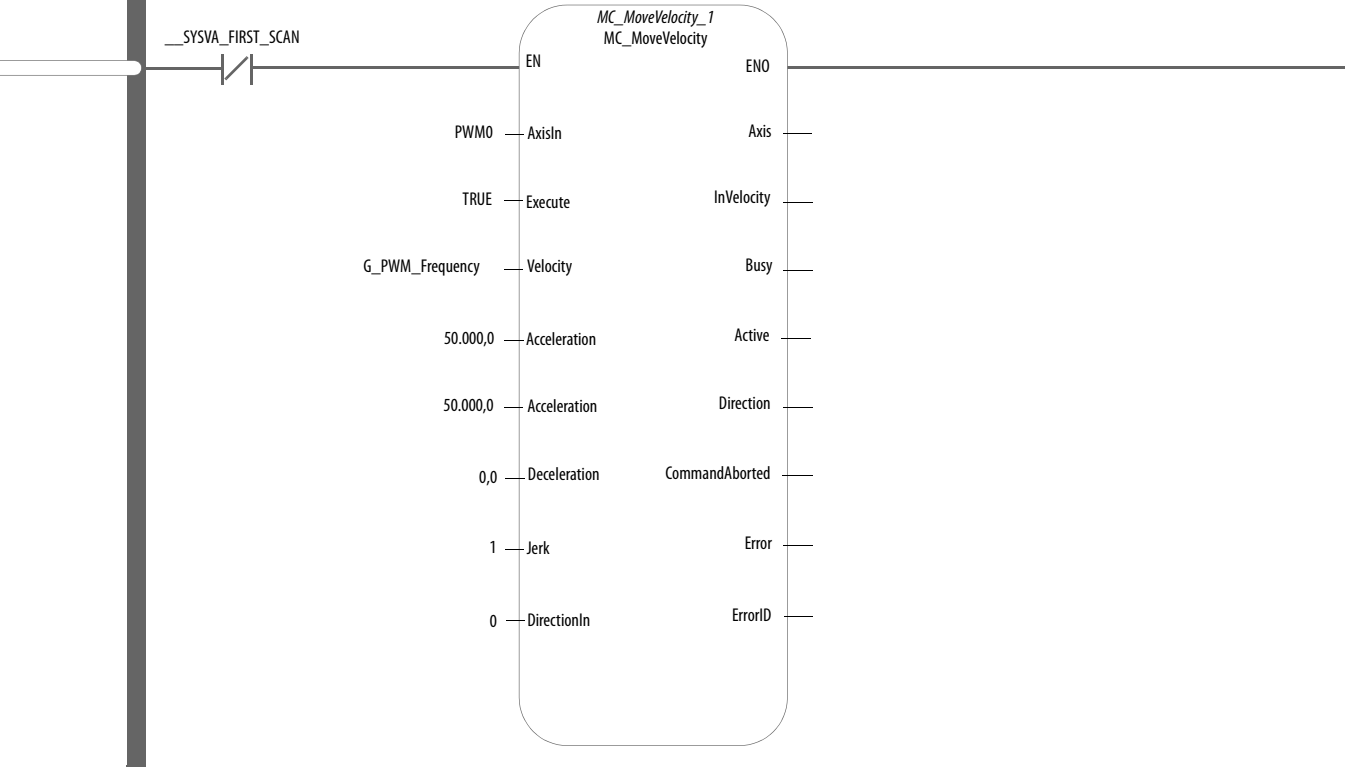 MC_MoveVelocity_1
__SYSVA_FIRST_SCAN
MC_MoveVelocity
EN
ENO
PWM0
AxisIn
Axis
TRUE
Execute
InVelocity
G_PWM_Frequency
Velocity
Busy
50.000,0
Acceleration
Active
50.000,0
Acceleration
Direction
0,0
Deceleration
CommandAborted
1
Jerk
Error
0
DirectionIn
ErrorID